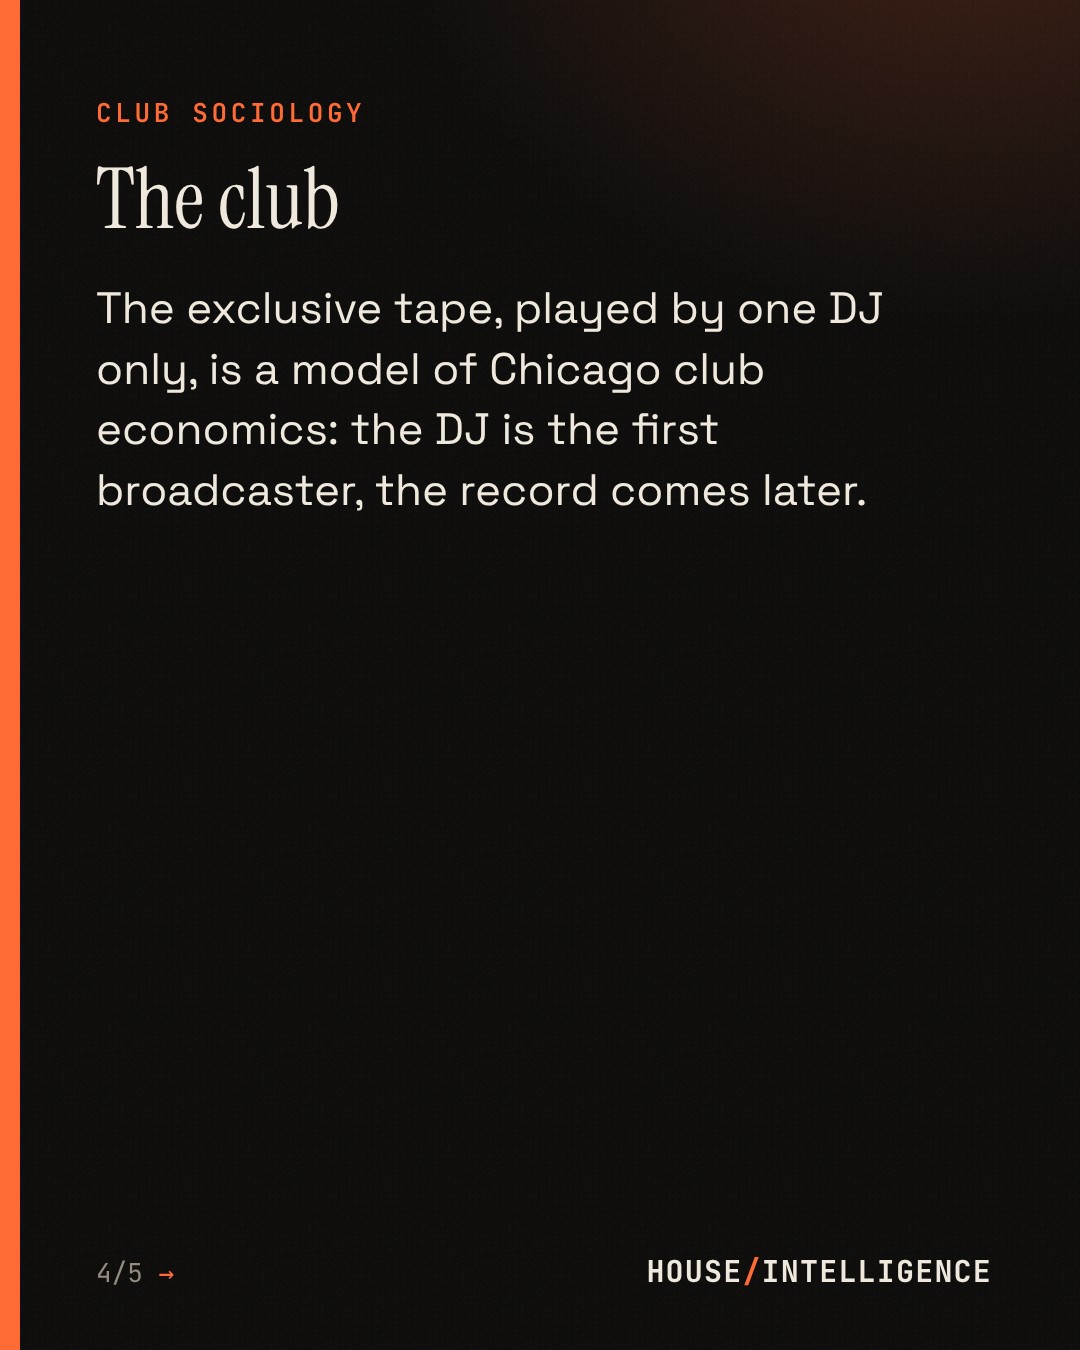 CLUB SOCIOLOGY
The club
The exclusive tape, played by one DJ
only, is a model of Chicago club
economics: the DJ is the first
broadcaster, the record comes later.
4/5 →
HOUSE/INTELLIGENCE